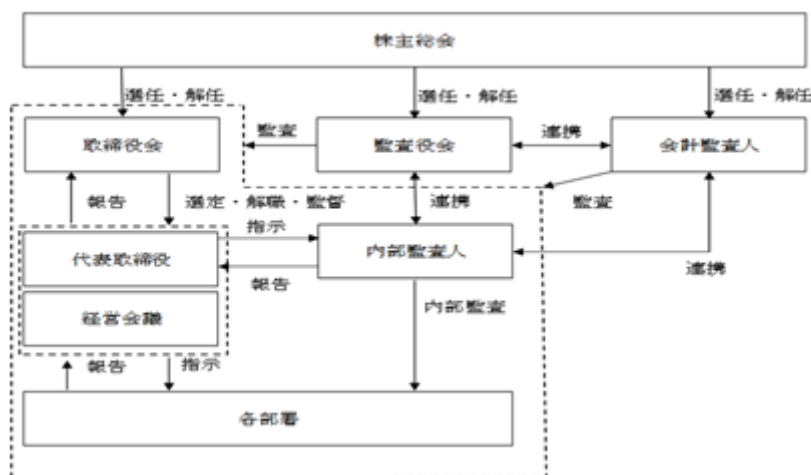 株主総会
選任・解任
選任・解任
選任・解任
取締役会
監査
監査役会
連携
会計監査人
報告
選定・解職・監督
連携
監査
代表取締役
指示
内部監査人
報告
連携
経営会議
内部監査
報告
指示
各部署